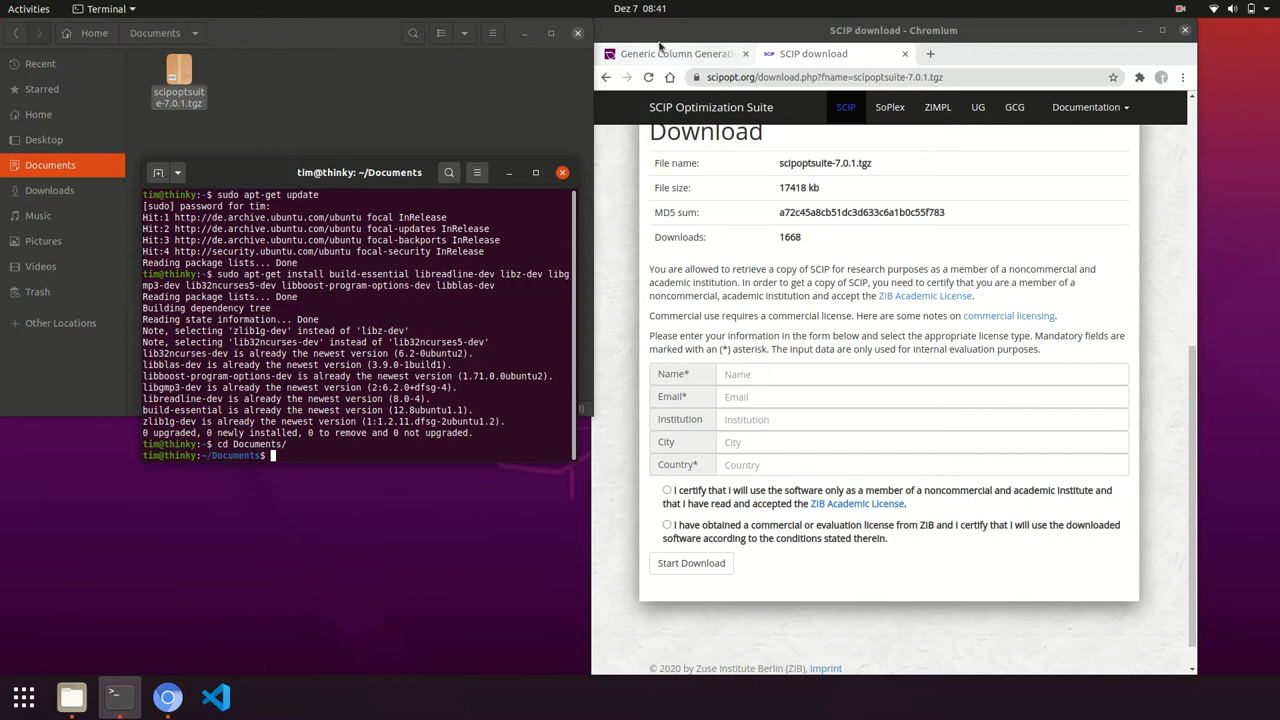 Activities
Terminal
Dez 7 08:41
Home
Documents
Recent
Starred
Home
Desktop
Documents
Downloads
Music
Pictures
Videos
Trash
Other Locations
scipoptsuit
e-7.0.1.tgz
tim@thinky: ~/Documents
tim@thinky:~$ sudo apt-get update
[sudo] password for tim:
Hit:1 http://de.archive.ubuntu.com/ubuntu focal InRelease
Hit:2 http://de.archive.ubuntu.com/ubuntu focal-updates InRelease
Hit:3 http://de.archive.ubuntu.com/ubuntu focal-backports InRelease
Hit:4 http://security.ubuntu.com/ubuntu focal-security InRelease
Reading package lists... Done
tim@thinky:~$ sudo apt-get install build-essential libreadline-dev libz-dev libg
mp3-dev lib32ncurses5-dev libboost-program-options-dev libblas-dev
Reading package lists... Done
Building dependency tree
Reading state information... Done
Note, selecting 'zlib1g-dev' instead of 'libz-dev'
Note, selecting 'lib32ncurses-dev' instead of 'lib32ncurses5-dev'
lib32ncurses-dev is already the newest version (6.2-0ubuntu2).
libblas-dev is already the newest version (3.9.0-1build1).
libboost-program-options-dev is already the newest version (1.71.0.0ubuntu2).
libgmp3-dev is already the newest version (2:6.2.0+dfsg-4).
libreadline-dev is already the newest version (8.0-4).
build-essential is already the newest version (12.8ubuntu1.1).
zlib1g-dev is already the newest version (1:1.2.11.dfsg-2ubuntu1.2).
0 upgraded, 0 newly installed, 0 to remove and 0 not upgraded.
tim@thinky:~$ cd Documents/
tim@thinky:~/Documents$
SCIP download - Chromium
Generic Column Generati
SCIP download
scipopt.org/download.php?fname=scipoptsuite-7.0.1.tgz
SCIP Optimization Suite
SCIP
SoPlex
ZIMPL
UG
GCG
Documentation
Download
File name: scipoptsuite-7.0.1.tgz
File size: 17418 kb
MD5 sum: a72c45a8cb51dc3d633c6a1b0c55f783
Downloads: 1668
You are allowed to retrieve a copy of SCIP for research purposes as a member of a noncommercial and
academic institution. In order to get a copy of SCIP, you need to certify that you are a member of a
noncommercial, academic institution and accept the ZIB Academic License.
Commercial use requires a commercial license. Here are some notes on commercial licensing.
Please enter your information in the form below and select the appropriate license type. Mandatory fields are
marked with an (*) asterisk. The input data are only used for internal evaluation purposes.
Name* Name
Email* Email
Institution Institution
City City
Country* Country
I certify that I will use the software only as a member of a noncommercial and academic institute and
that I have read and accepted the ZIB Academic License.
I have obtained a commercial or evaluation license from ZIB and I certify that I will use the downloaded
software according to the conditions stated therein.
Start Download
© 2020 by Zuse Institute Berlin (ZIB), Imprint